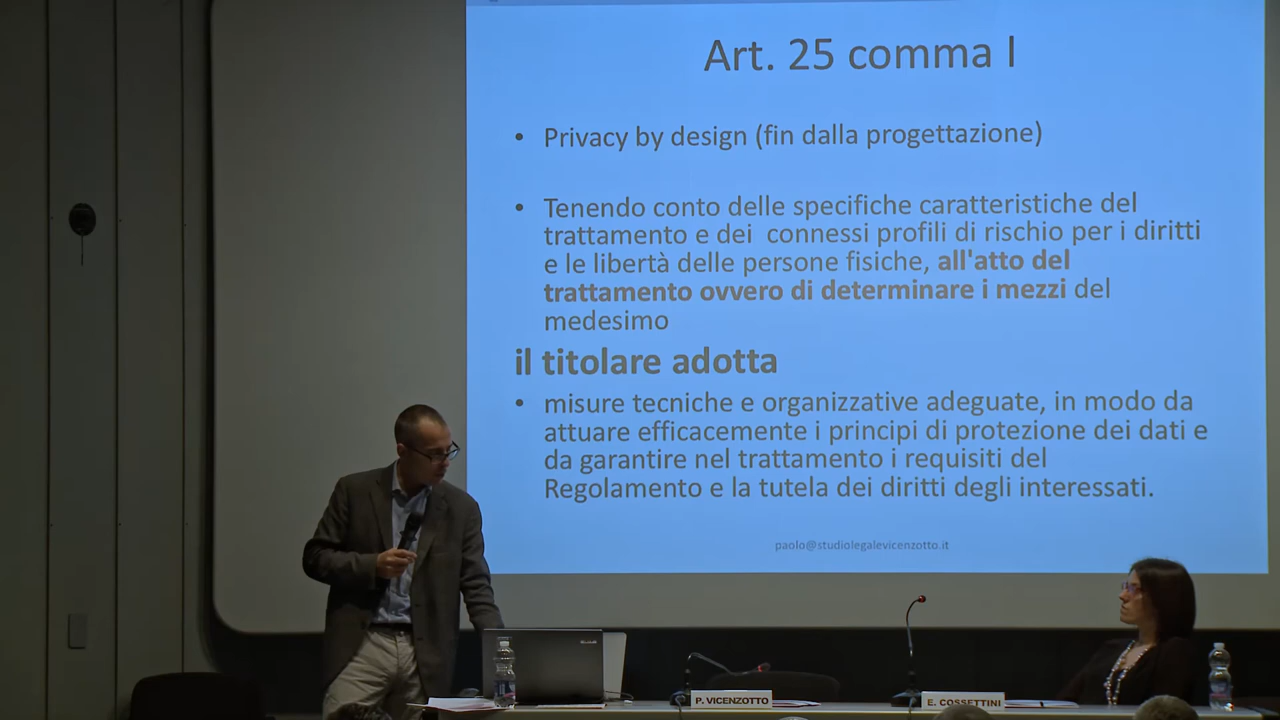 Art. 25 comma I
• Privacy by design (fin dalla progettazione)
• Tenendo conto delle specifiche caratteristiche del
trattamento e dei connessi profili di rischio per i diritti
e le libertà delle persone fisiche, all'atto del
trattamento ovvero di determinare i mezzi del
medesimo
il titolare adotta
• misure tecniche e organizzative adeguate, in modo da
attuare efficacemente i principi di protezione dei dati e
da garantire nel trattamento i requisiti del
Regolamento e la tutela dei diritti degli interessati.
paolo@studiolegalevicenzotto.it
P. VICENZOTTO
E. COSSETTINI